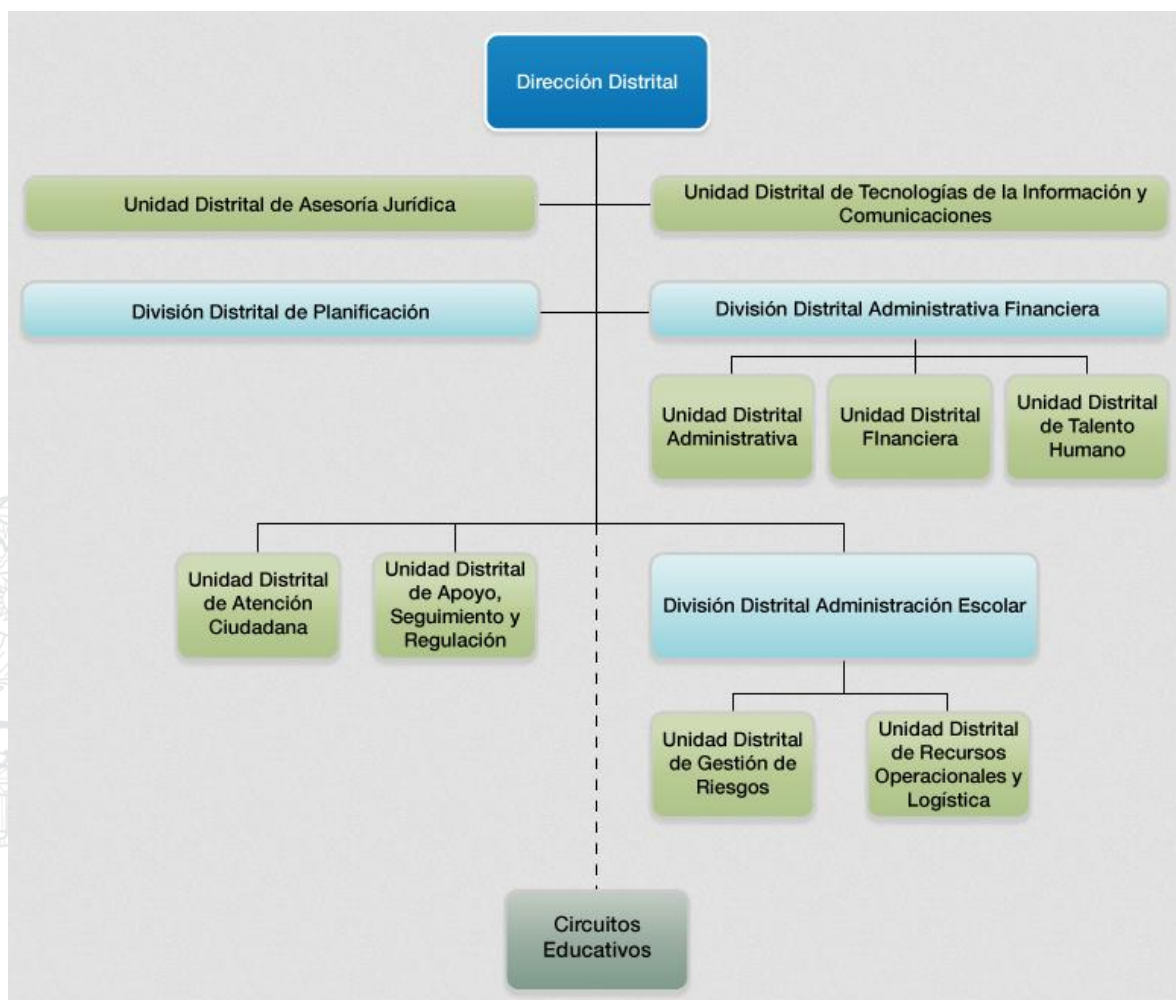 Dirección Distrital
Unidad Distrital de Asesoría Jurídica
Unidad Distrital de Tecnologías de la Información y
Comunicaciones
División Distrital de Planificación
División Distrital Administrativa Financiera
Unidad Distrital
Administrativa
Unidad Distrital
FInanciera
Unidad Distrital
de Talento
Humano
Unidad Distrital
de Atención
Ciudadana
Unidad Distrital
de Apoyo,
Seguimiento y
Regulación
División Distrital Administración Escolar
Unidad Distrital
de Gestión de
Riesgos
Unidad Distrital
de Recursos
Operacionales y
Logística
Circuitos
Educativos